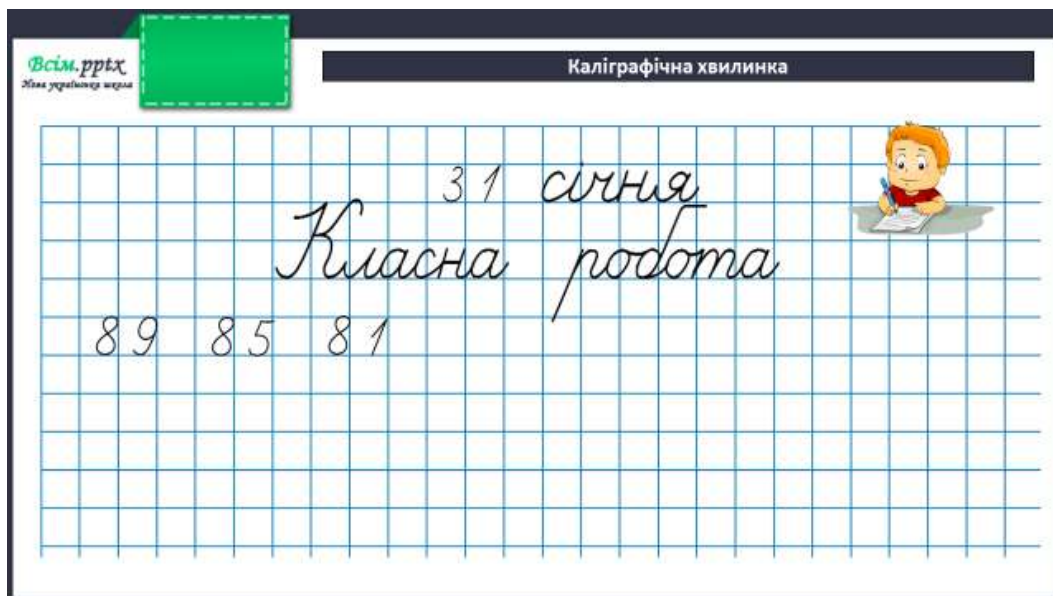 Всім.pptx
Нова українська школа
Каліграфічна хвилинка
31 січня
Класна робота
89 85 81